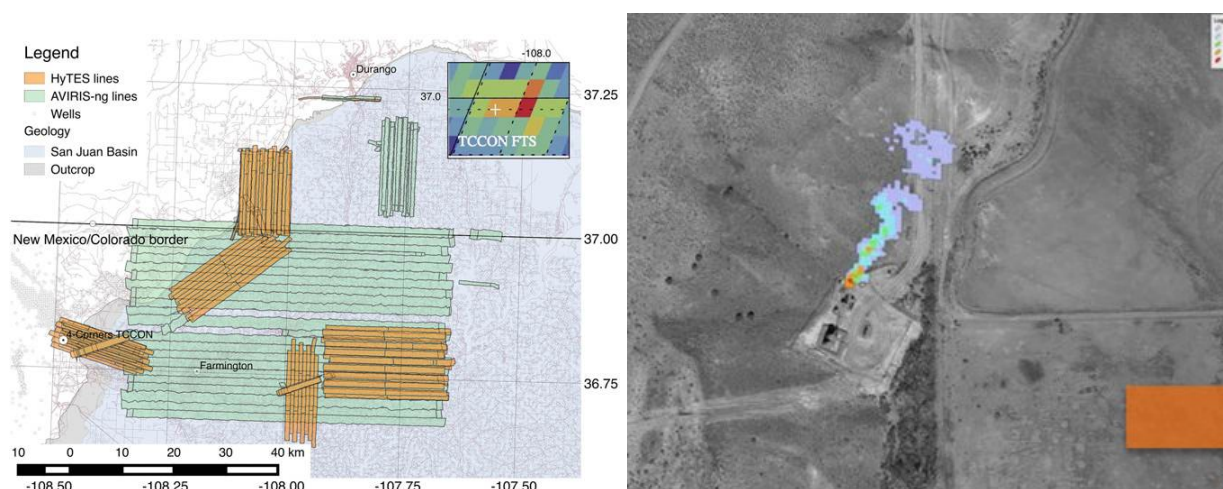 Legend
HyTES lines
AVIRIS-ng lines
Wells
Geology
San Juan Basin
Outcrop
Durango
-108.0
37.0
TCCON FTS
37.25
New Mexico/Colorado border
37.00
4-Corners TCCON
Farmington
36.75
10 0 10 20 30 40 km
-108.50 -108.25 -108.00 -107.75 -107.50